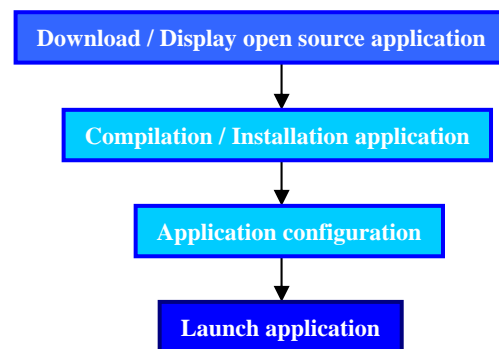 Download / Display open source application
Compilation / Installation application
Application configuration
Launch application